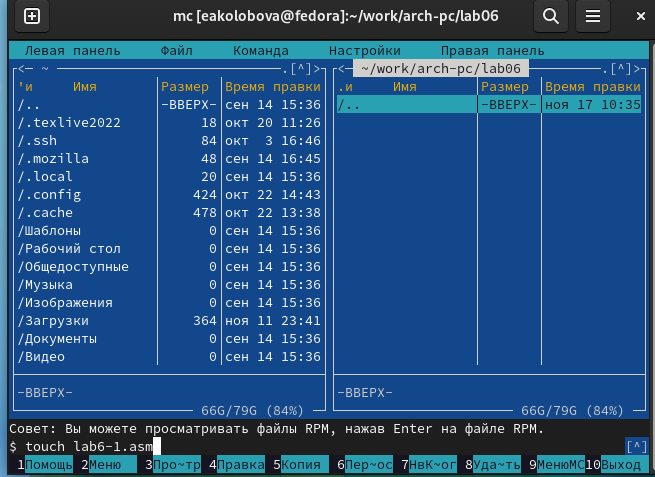 mc [eakolobova@fedora]:~/work/arch-pc/lab06
Левая панель Файл Команда Настройки Правая панель
<— ~ .[^]> <— ~/work/arch-pc/lab06 .[^]>
'и Имя Размер Время правки .и Имя Размер Время правки
/.. -ВВЕРХ- сен 14 15:36 /.. -ВВЕРХ- ноя 17 10:35
/.texlive2022 18 окт 20 11:26
/.ssh 84 окт 3 16:46
/.mozilla 48 сен 14 16:45
/.local 20 сен 14 15:36
/.config 424 окт 22 14:43
/.cache 478 окт 22 13:38
/Шаблоны 0 сен 14 15:36
/Рабочий стол 0 сен 14 15:36
/Общедоступные 0 сен 14 15:36
/Музыка 0 сен 14 15:36
/Изображения 0 сен 14 15:36
/Загрузки 364 ноя 11 23:41
/Документы 0 сен 14 15:36
/Видео 0 сен 14 15:36
-ВВЕРХ- -ВВЕРХ-
66G/79G (84%) 66G/79G (84%)
Совет: Вы можете просматривать файлы RPM, нажав Enter на файле RPM.
$ touch lab6-1.asm [^]
1Помощь 2Меню 3Про~тр 4Правка 5Копия 6Пер~ос 7НвК~ог 8Уда~ть 9МенюМС 10Выход